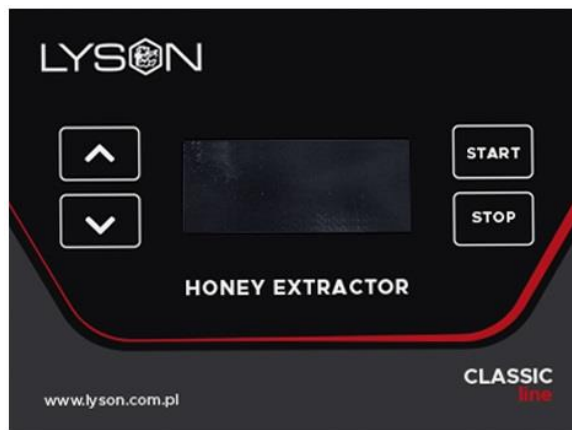 LYSON
START
STOP
HONEY EXTRACTOR
CLASSIC
line
www.lyson.com.pl